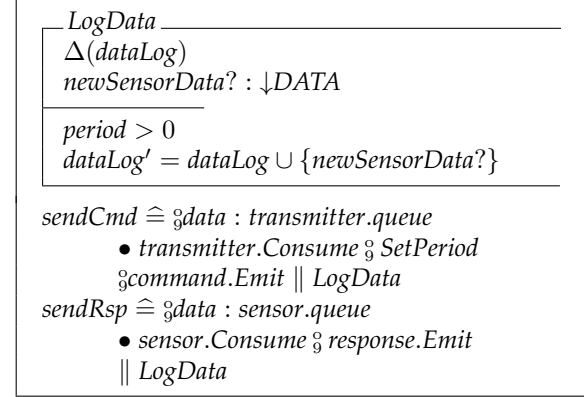 LogData
Δ(dataLog)
newSensorData? : ↓DATA
period > 0
dataLog′ = dataLog ∪ {newSensorData?}
sendCmd ≙ ⨟data : transmitter.queue
• transmitter.Consume ⨟ SetPeriod
⨟command.Emit ∥ LogData
sendRsp ≙ ⨟data : sensor.queue
• sensor.Consume ⨟ response.Emit
∥ LogData